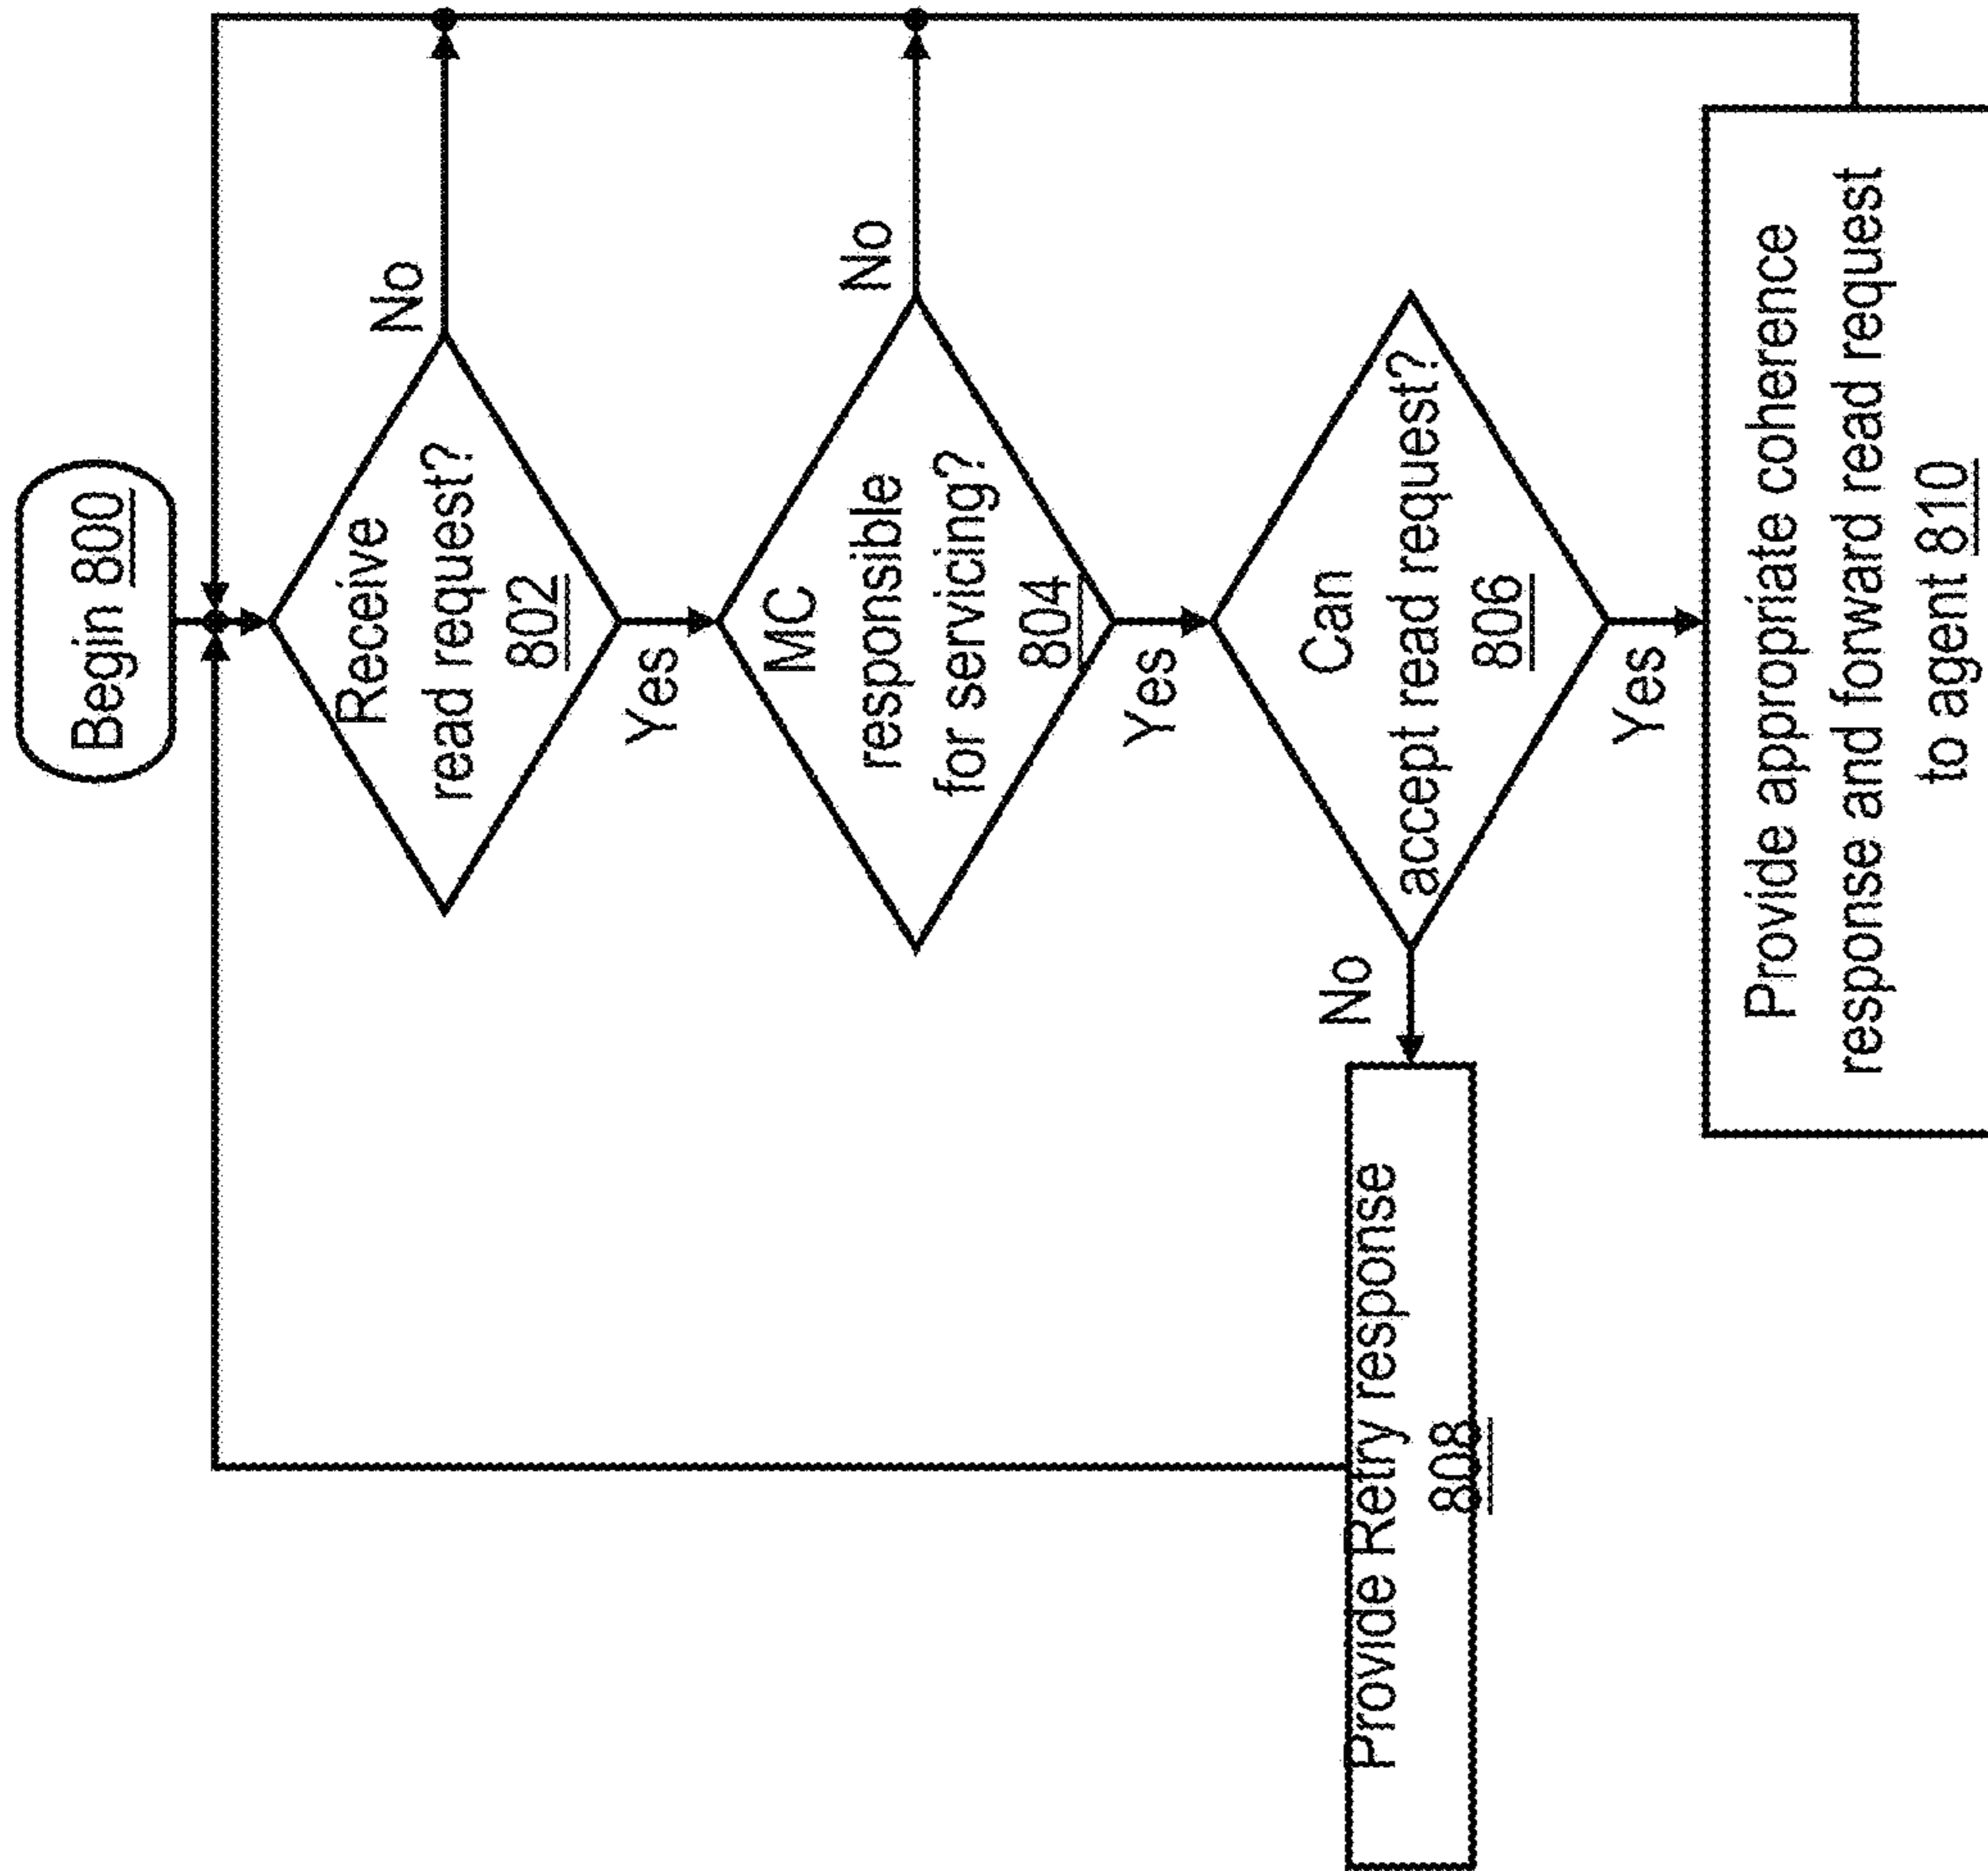 Begin 800
Receive
read request?
802
No
Yes
MC
responsible
for servicing?
804
No
Yes
Can
accept read request?
806
No
Yes
Provide Retry response
808
Provide appropriate coherence
response and forward read request
to agent 810